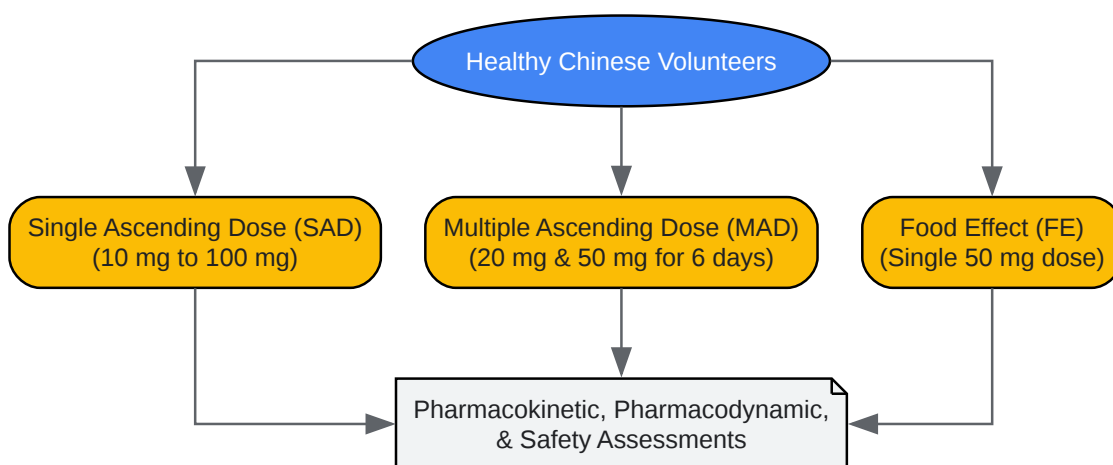 Healthy Chinese Volunteers
Single Ascending Dose (SAD)
(10 mg to 100 mg)
Multiple Ascending Dose (MAD)
(20 mg & 50 mg for 6 days)
Food Effect (FE)
(Single 50 mg dose)
Pharmacokinetic, Pharmacodynamic,
& Safety Assessments